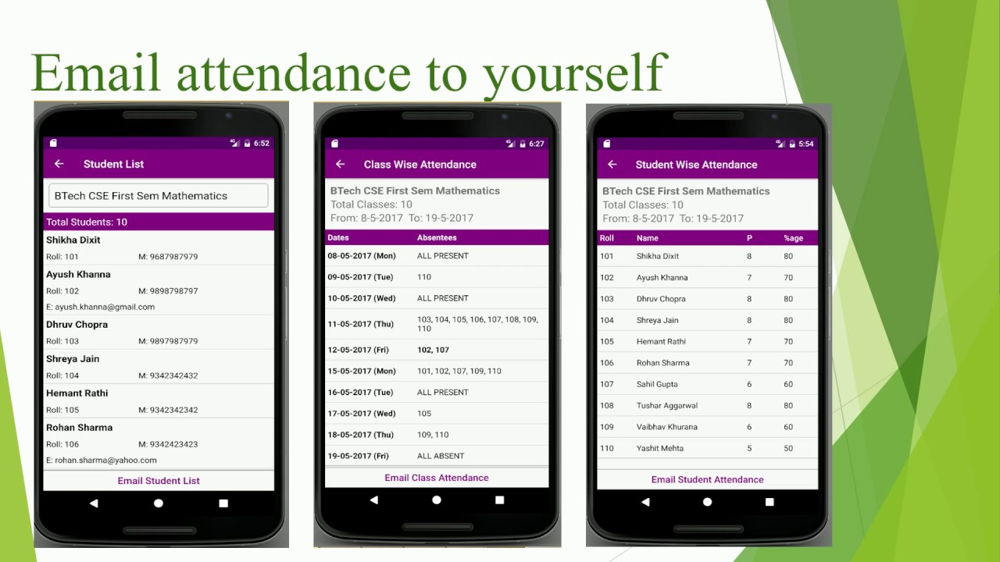 Email attendance to yourself
4G 6:52
Student List
BTech CSE First Sem Mathematics
Total Students: 10
Shikha Dixit
Roll: 101 M: 9687987979
Ayush Khanna
Roll: 102 M: 9898798797
E: ayush.khanna@gmail.com
Dhruv Chopra
Roll: 103 M: 9897987979
Shreya Jain
Roll: 104 M: 9342342432
Hemant Rathi
Roll: 105 M: 9342342342
Rohan Sharma
Roll: 106 M: 9342423423
E: rohan.sharma@yahoo.com
Email Student List
4G 6:27
Class Wise Attendance
BTech CSE First Sem Mathematics
Total Classes: 10
From: 8-5-2017 To: 19-5-2017
Dates Absentees
08-05-2017 (Mon) ALL PRESENT
09-05-2017 (Tue) 110
10-05-2017 (Wed) ALL PRESENT
11-05-2017 (Thu) 103, 104, 105, 106, 107, 108, 109,
110
12-05-2017 (Fri) 102, 107
15-05-2017 (Mon) 101, 102, 107, 109, 110
16-05-2017 (Tue) ALL PRESENT
17-05-2017 (Wed) 105
18-05-2017 (Thu) 109, 110
19-05-2017 (Fri) ALL ABSENT
Email Class Attendance
4G 5:54
Student Wise Attendance
BTech CSE First Sem Mathematics
Total Classes: 10
From: 8-5-2017 To: 19-5-2017
Roll Name P %age
101 Shikha Dixit 8 80
102 Ayush Khanna 7 70
103 Dhruv Chopra 8 80
104 Shreya Jain 8 80
105 Hemant Rathi 7 70
106 Rohan Sharma 7 70
107 Sahil Gupta 6 60
108 Tushar Aggarwal 8 80
109 Vaibhav Khurana 6 60
110 Yashit Mehta 5 50
Email Student Attendance